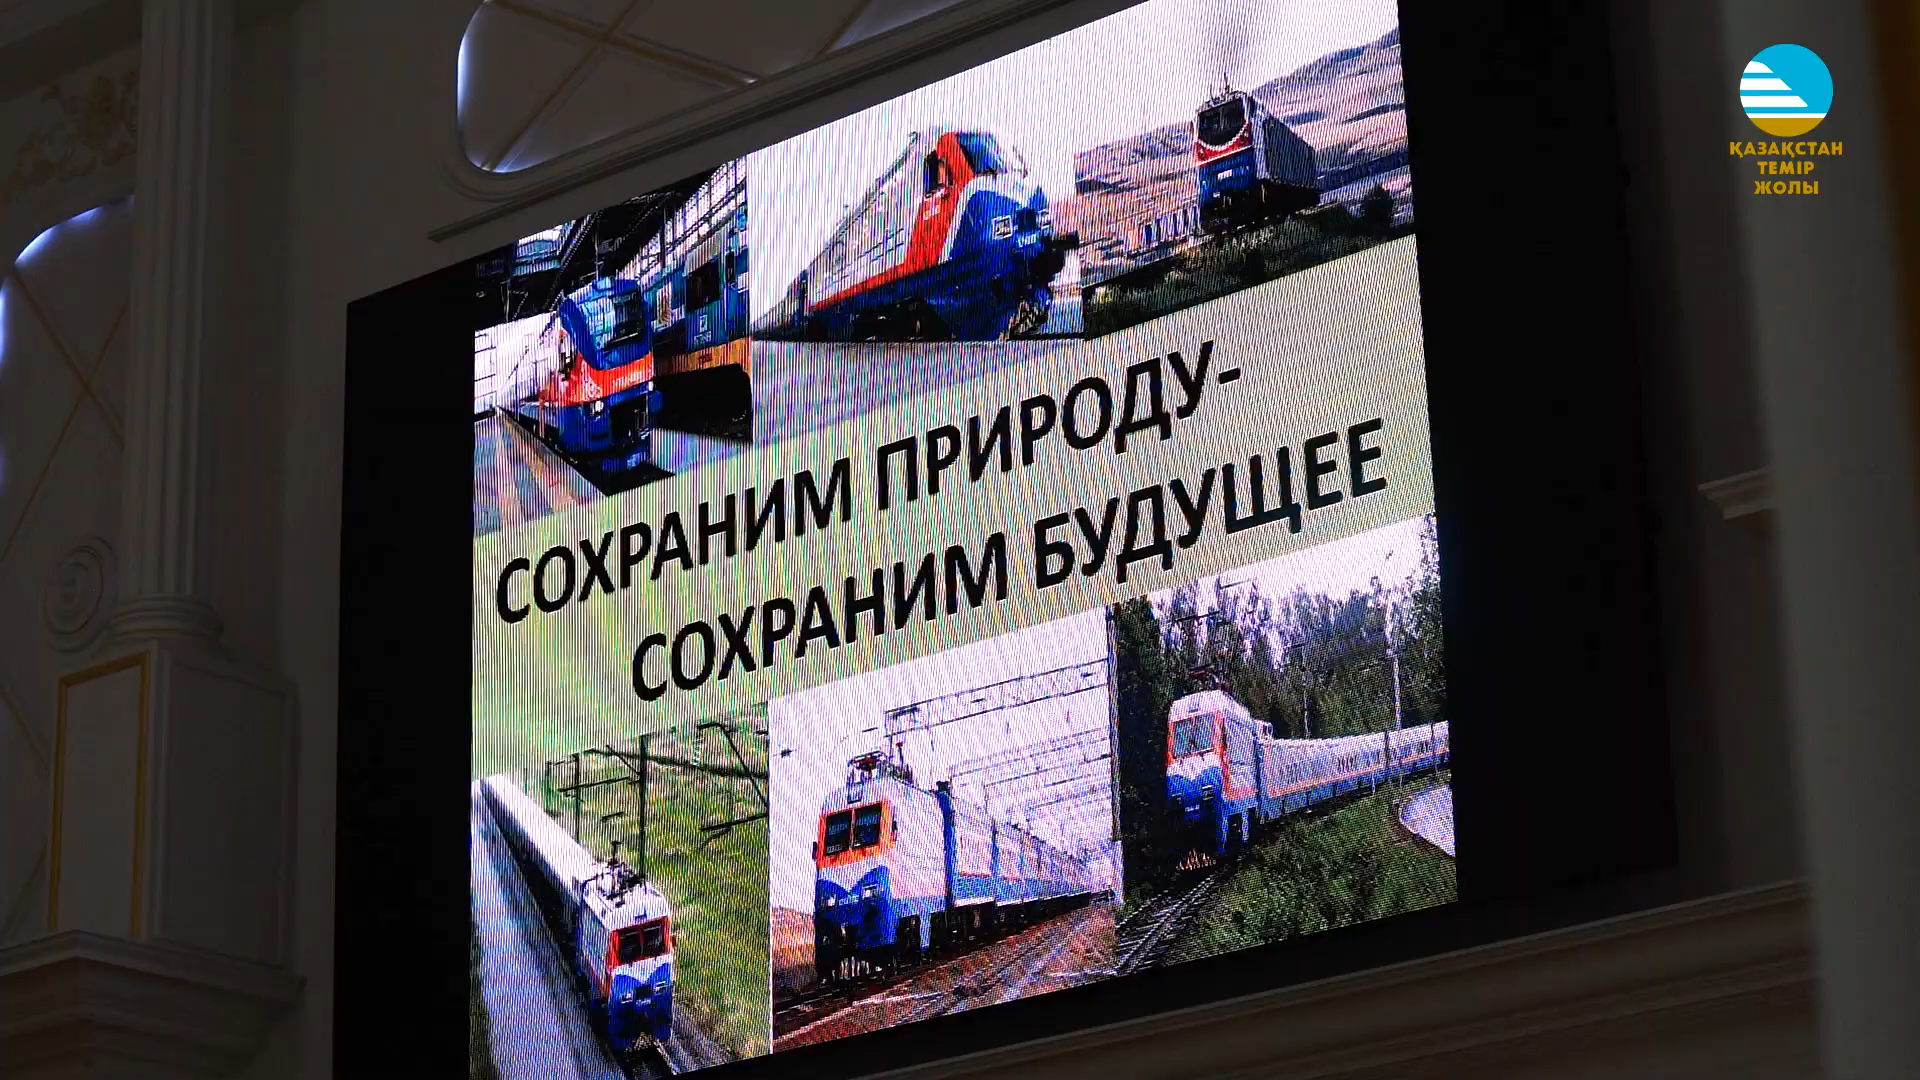 ҚАЗАҚСТАН
ТЕМІР
ЖОЛЫ
СОХРАНИМ ПРИРОДУ-
СОХРАНИМ БУДУЩЕЕ